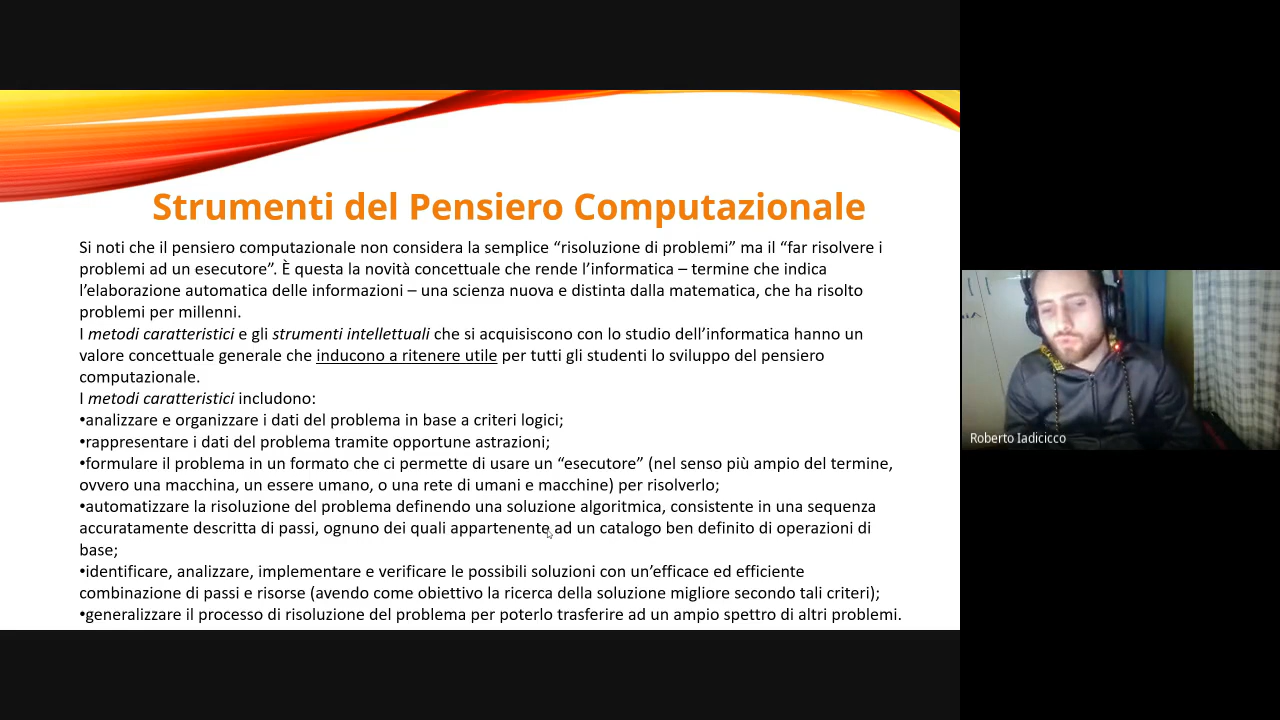 Strumenti del Pensiero Computazionale
Si noti che il pensiero computazionale non considera la semplice “risoluzione di problemi” ma il “far risolvere i
problemi ad un esecutore”. È questa la novità concettuale che rende l’informatica – termine che indica
l’elaborazione automatica delle informazioni – una scienza nuova e distinta dalla matematica, che ha risolto
problemi per millenni.
I metodi caratteristici e gli strumenti intellettuali che si acquisiscono con lo studio dell’informatica hanno un
valore concettuale generale che inducono a ritenere utile per tutti gli studenti lo sviluppo del pensiero
computazionale.
I metodi caratteristici includono:
•analizzare e organizzare i dati del problema in base a criteri logici;
•rappresentare i dati del problema tramite opportune astrazioni;
•formulare il problema in un formato che ci permette di usare un “esecutore” (nel senso più ampio del termine,
ovvero una macchina, un essere umano, o una rete di umani e macchine) per risolverlo;
•automatizzare la risoluzione del problema definendo una soluzione algoritmica, consistente in una sequenza
accuratamente descritta di passi, ognuno dei quali appartenente ad un catalogo ben definito di operazioni di
base;
•identificare, analizzare, implementare e verificare le possibili soluzioni con un’efficace ed efficiente
combinazione di passi e risorse (avendo come obiettivo la ricerca della soluzione migliore secondo tali criteri);
•generalizzare il processo di risoluzione del problema per poterlo trasferire ad un ampio spettro di altri problemi.
Roberto Iadicicco